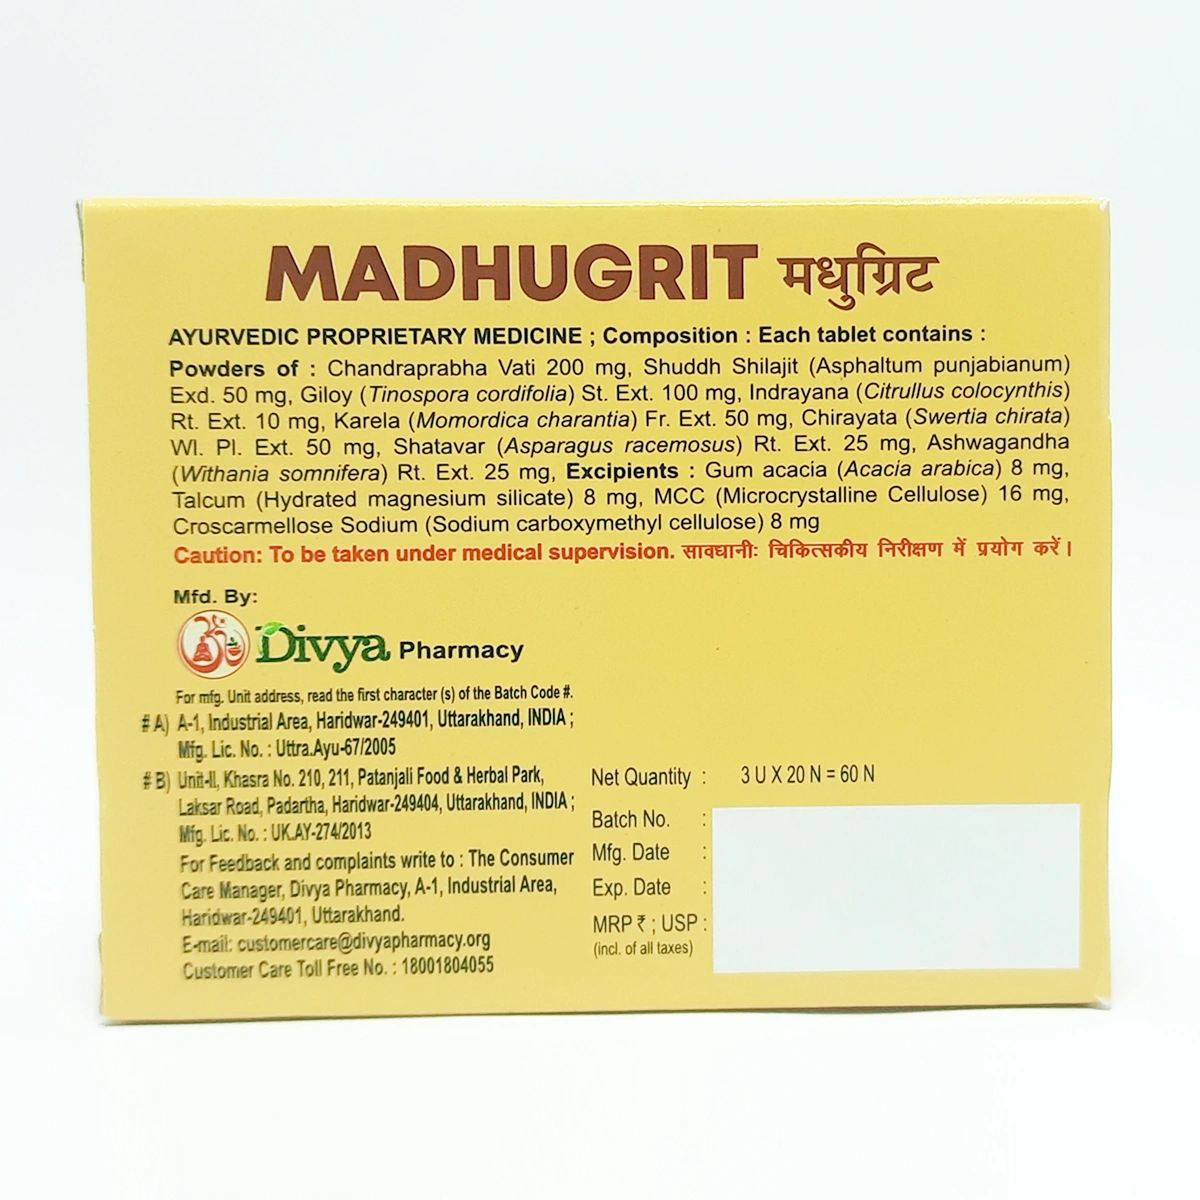 MADHUGRIT मधुग्रिट
AYURVEDIC PROPRIETARY MEDICINE ; Composition : Each tablet contains :
Powders of : Chandraprabha Vati 200 mg, Shuddh Shilajit (Asphaltum punjabianum)
Exd. 50 mg, Giloy (Tinospora cordifolia) St. Ext. 100 mg, Indrayana (Citrullus colocynthis)
Rt. Ext. 10 mg, Karela (Momordica charantia) Fr. Ext. 50 mg, Chirayata (Swertia chirata)
Wl. Pl. Ext. 50 mg, Shatavar (Asparagus racemosus) Rt. Ext. 25 mg, Ashwagandha
(Withania somnifera) Rt. Ext. 25 mg, Excipients : Gum acacia (Acacia arabica) 8 mg,
Talcum (Hydrated magnesium silicate) 8 mg, MCC (Microcrystalline Cellulose) 16 mg,
Croscarmellose Sodium (Sodium carboxymethyl cellulose) 8 mg
Caution: To be taken under medical supervision. सावधानीः चिकित्सकीय निरीक्षण में प्रयोग करें।
Mfd. By:
Divya Pharmacy
For mfg. Unit address, read the first character (s) of the Batch Code #.
# A) A-1, Industrial Area, Haridwar-249401, Uttarakhand, INDIA ;
Mfg. Lic. No. : Uttra.Ayu-67/2005
# B) Unit-II, Khasra No. 210, 211, Patanjali Food & Herbal Park,
Laksar Road, Padartha, Haridwar-249404, Uttarakhand, INDIA ;
Mfg. Lic. No. : UK.AY-274/2013
For Feedback and complaints write to : The Consumer
Care Manager, Divya Pharmacy, A-1, Industrial Area,
Haridwar-249401, Uttarakhand.
E-mail: customercare@divyapharmacy.org
Customer Care Toll Free No. : 18001804055
Net Quantity : 3 U X 20 N = 60 N
Batch No. :
Mfg. Date :
Exp. Date :
MRP ₹ ; USP :
(incl. of all taxes)